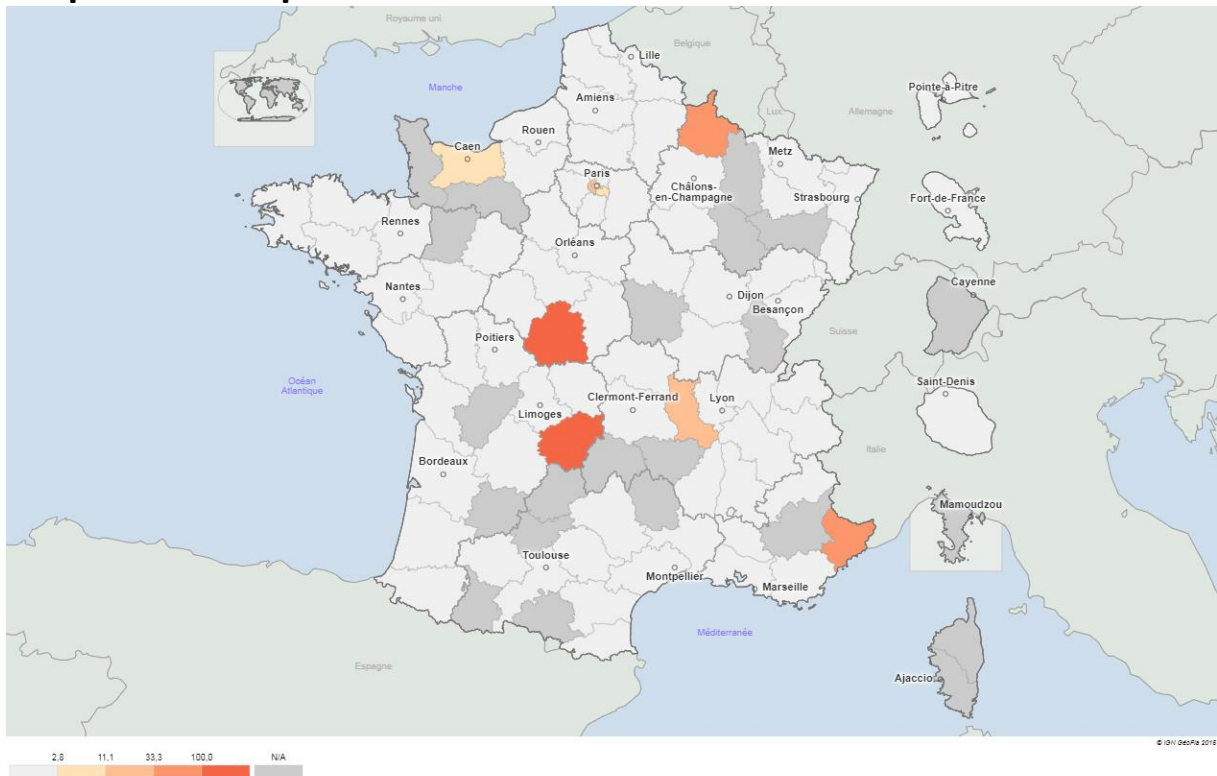 Royaume uni
Belgique
Lille
Manche
Pointe-à-Pitre
Amiens
Lux.
Allemagne
Rouen
Caen
Metz
Paris
Châlons-
en-Champagne
Strasbourg
Fort-de-France
Rennes
Orléans
Cayenne
Nantes
Dijon
Besançon
Suisse
Poitiers
Océan
Atlantique
Saint-Denis
Clermont-Ferrand
Lyon
Limoges
Italie
Bordeaux
Mamoudzou
Toulouse
Montpellier
Marseille
Méditerranée
Espagne
Ajaccio
© IGN GéoFla 2015
2,8 11,1 33,3 100,0 N/A